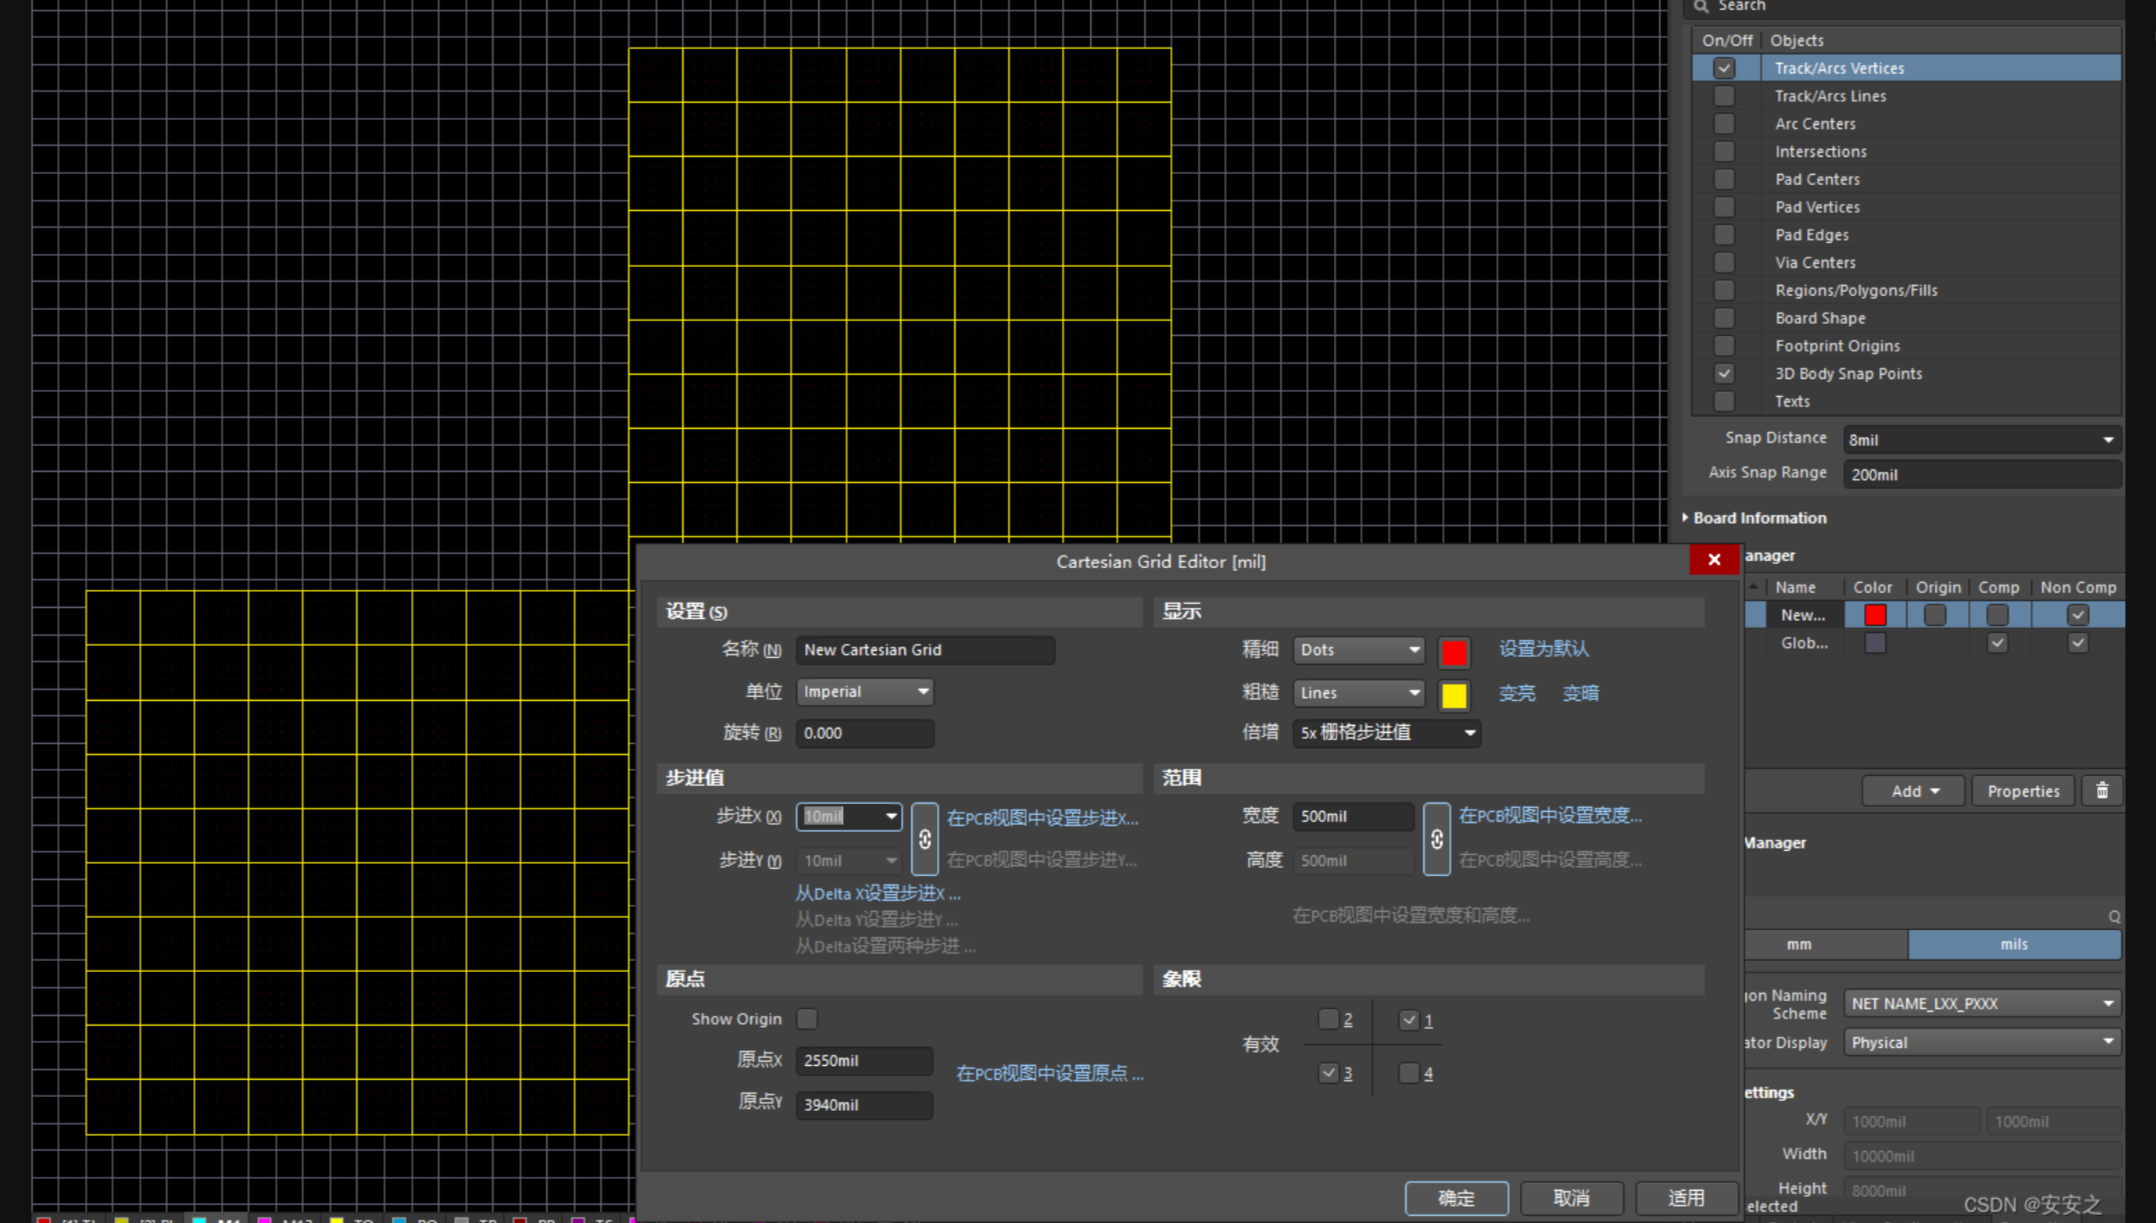 Search
On/Off Objects
Track/Arcs Vertices
Track/Arcs Lines
Arc Centers
Intersections
Pad Centers
Pad Vertices
Pad Edges
Via Centers
Regions/Polygons/Fills
Board Shape
Footprint Origins
3D Body Snap Points
Texts
Snap Distance 8mil
Axis Snap Range 200mil
Board Information
anager
Name Color Origin Comp Non Comp
New...
Glob...
Add Properties
Manager
mm mils
on Naming
Scheme NET NAME_LXX_PXXX
ator Display Physical
ettings
X/Y 1000mil 1000mil
Width 10000mil
Height 8000mil
elected
Cartesian Grid Editor [mil]
设置 (S)
名称 (N) New Cartesian Grid
单位 Imperial
旋转 (R) 0.000
显示
精细 Dots 设置为默认
粗糙 Lines 变亮 变暗
倍增 5x 栅格步进值
步进值
步进X (X) 10mil 在PCB视图中设置步进X...
步进Y (Y) 10mil 在PCB视图中设置步进Y...
从Delta X设置步进X ...
从Delta Y设置步进Y ...
从Delta设置两种步进 ...
范围
宽度 500mil 在PCB视图中设置宽度...
高度 500mil 在PCB视图中设置高度...
在PCB视图中设置宽度和高度...
原点
Show Origin
原点X 2550mil
在PCB视图中设置原点 ...
原点Y 3940mil
象限
2 1
有效
3 4
确定 取消 适用
CSDN @安安之